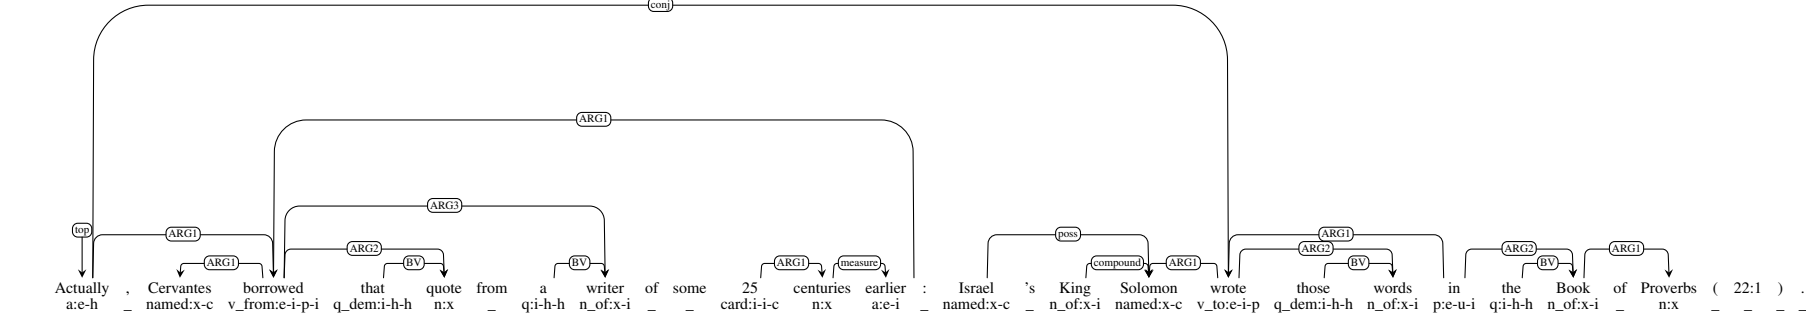 conj
ARG1
ARG3
top ARG1 poss ARG1
ARG2 ARG2 ARG2 ARG1
ARG1 BV BV ARG1 measure compound ARG1 BV BV
Actually , Cervantes borrowed that quote from a writer of some 25 centuries earlier : Israel 's King Solomon wrote those words in the Book of Proverbs ( 22:1 ) .
a:e-h _ named:x-c v_from:e-i-p-i q_dem:i-h-h n:x _ q:i-h-h n_of:x-i _ _ card:i-i-c n:x a:e-i _ named:x-c _ n_of:x-i named:x-c v_to:e-i-p q_dem:i-h-h n_of:x-i p:e-u-i q:i-h-h n_of:x-i _ n:x _ _ _ _